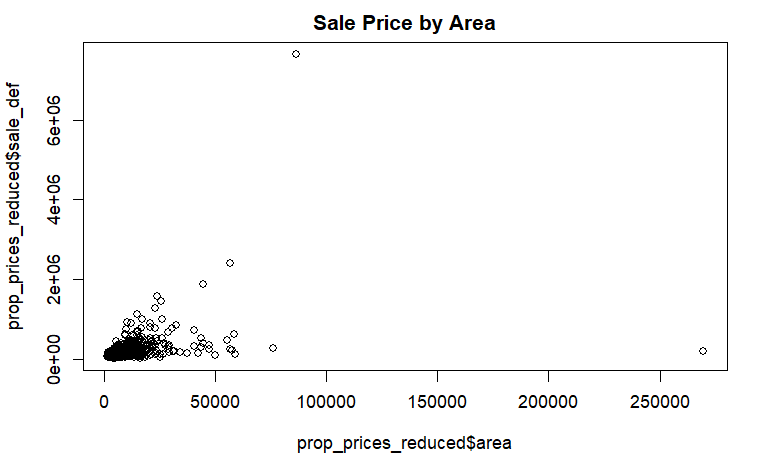 Sale Price by Area
prop_prices_reduced$sale_def
6e+06
4e+06
2e+06
0e+00
0 50000 100000 150000 200000 250000
prop_prices_reduced$area